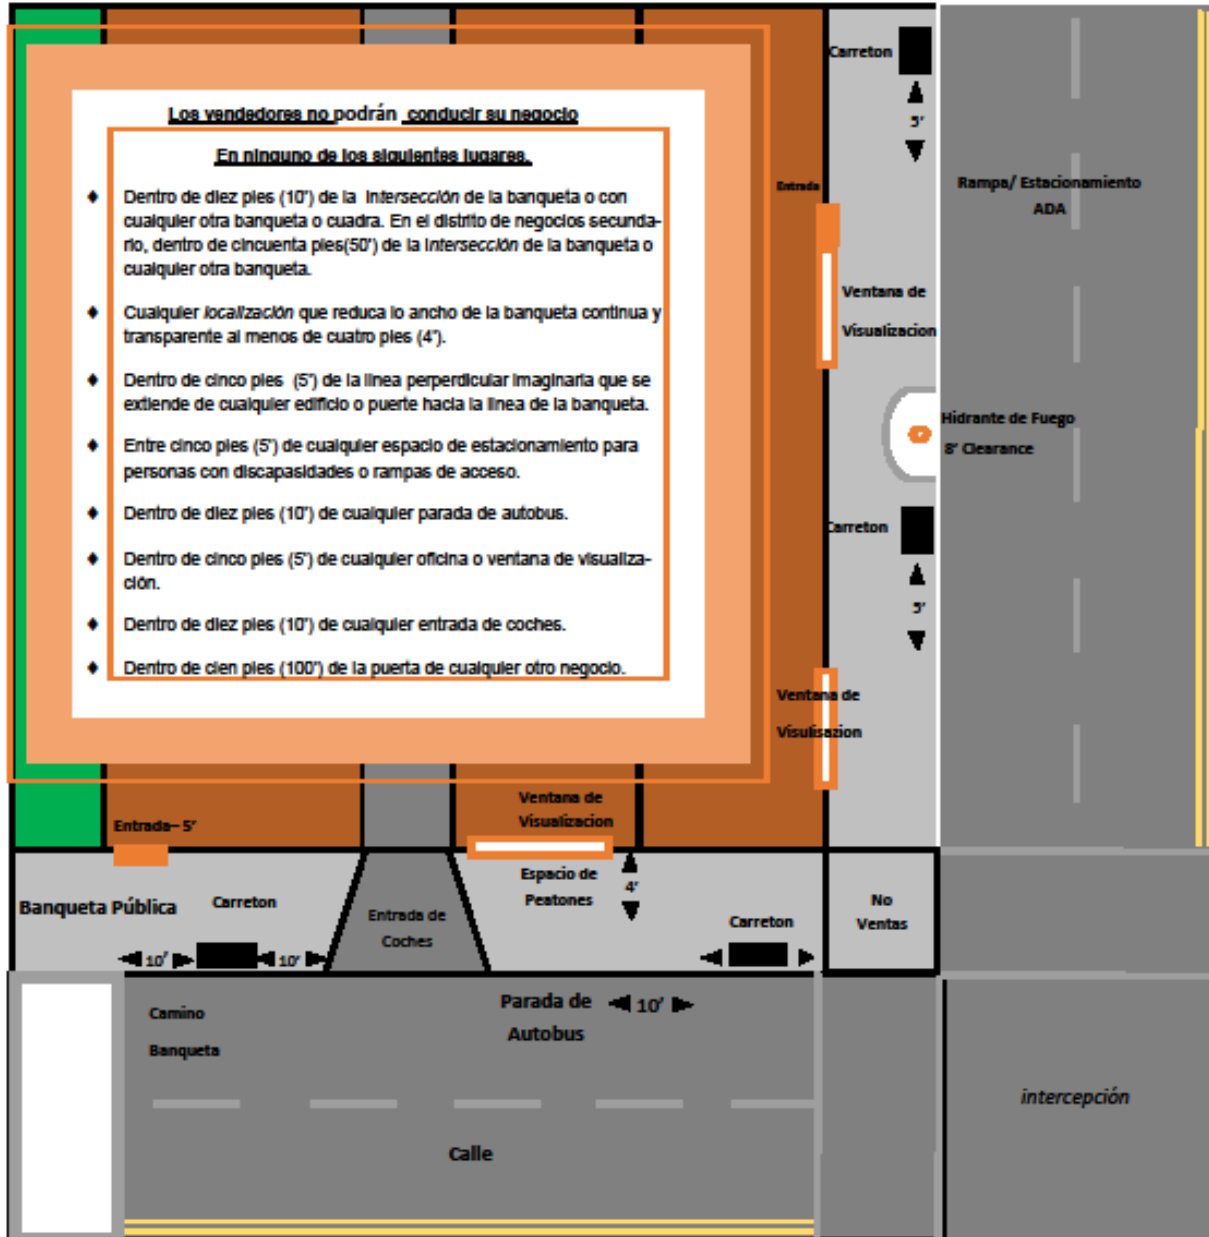 Los vendedores no podrán conducir su negocio
En ninguno de los siguientes lugares.
♦ Dentro de diez pies (10') de la intersección de la banqueta o con
cualquier otra banqueta o cuadra. En el distrito de negocios secunda-
rio, dentro de cincuenta pies(50') de la intersección de la banqueta o
cualquier otra banqueta.
♦ Cualquier localización que reduca lo ancho de la banqueta continua y
transparente al menos de cuatro pies (4').
♦ Dentro de cinco pies (5') de la linea perperdicular imaginaria que se
extiende de cualquier edificio o puerte hacia la linea de la banqueta.
♦ Entre cinco pies (5') de cualquier espacio de estacionamiento para
personas con discapasidades o rampas de acceso.
♦ Dentro de diez pies (10') de cualquier parada de autobus.
♦ Dentro de cinco pies (5') de cualquier oficina o ventana de visualiza-
ción.
♦ Dentro de diez pies (10') de cualquier entrada de coches.
♦ Dentro de cien pies (100') de la puerta de cualquier otro negocio.
Carreton
5'
Entrada
Rampa/ Estacionamiento
ADA
Ventana de
Visualizacion
Hidrante de Fuego
8' Clearance
Carreton
5'
Ventana de
Visulisazion
Entrada– 5'
Ventana de
Visualizacion
Banqueta Pública
Carreton
10'
10'
Entrada de
Coches
Espacio de
Peatones
4'
Carreton
No
Ventas
Camino
Banqueta
Parada de
Autobus
10'
Calle
intercepción